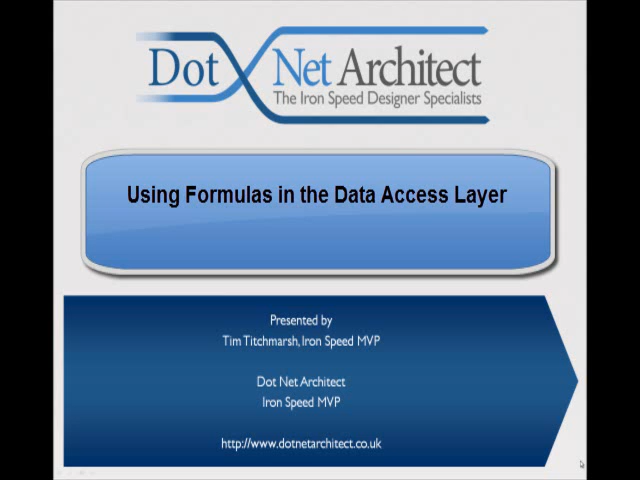 Dot Net Architect
The Iron Speed Designer Specialists
Using Formulas in the Data Access Layer
Presented by
Tim Titchmarsh, Iron Speed MVP
Dot Net Architect
Iron Speed MVP
http://www.dotnetarchitect.co.uk